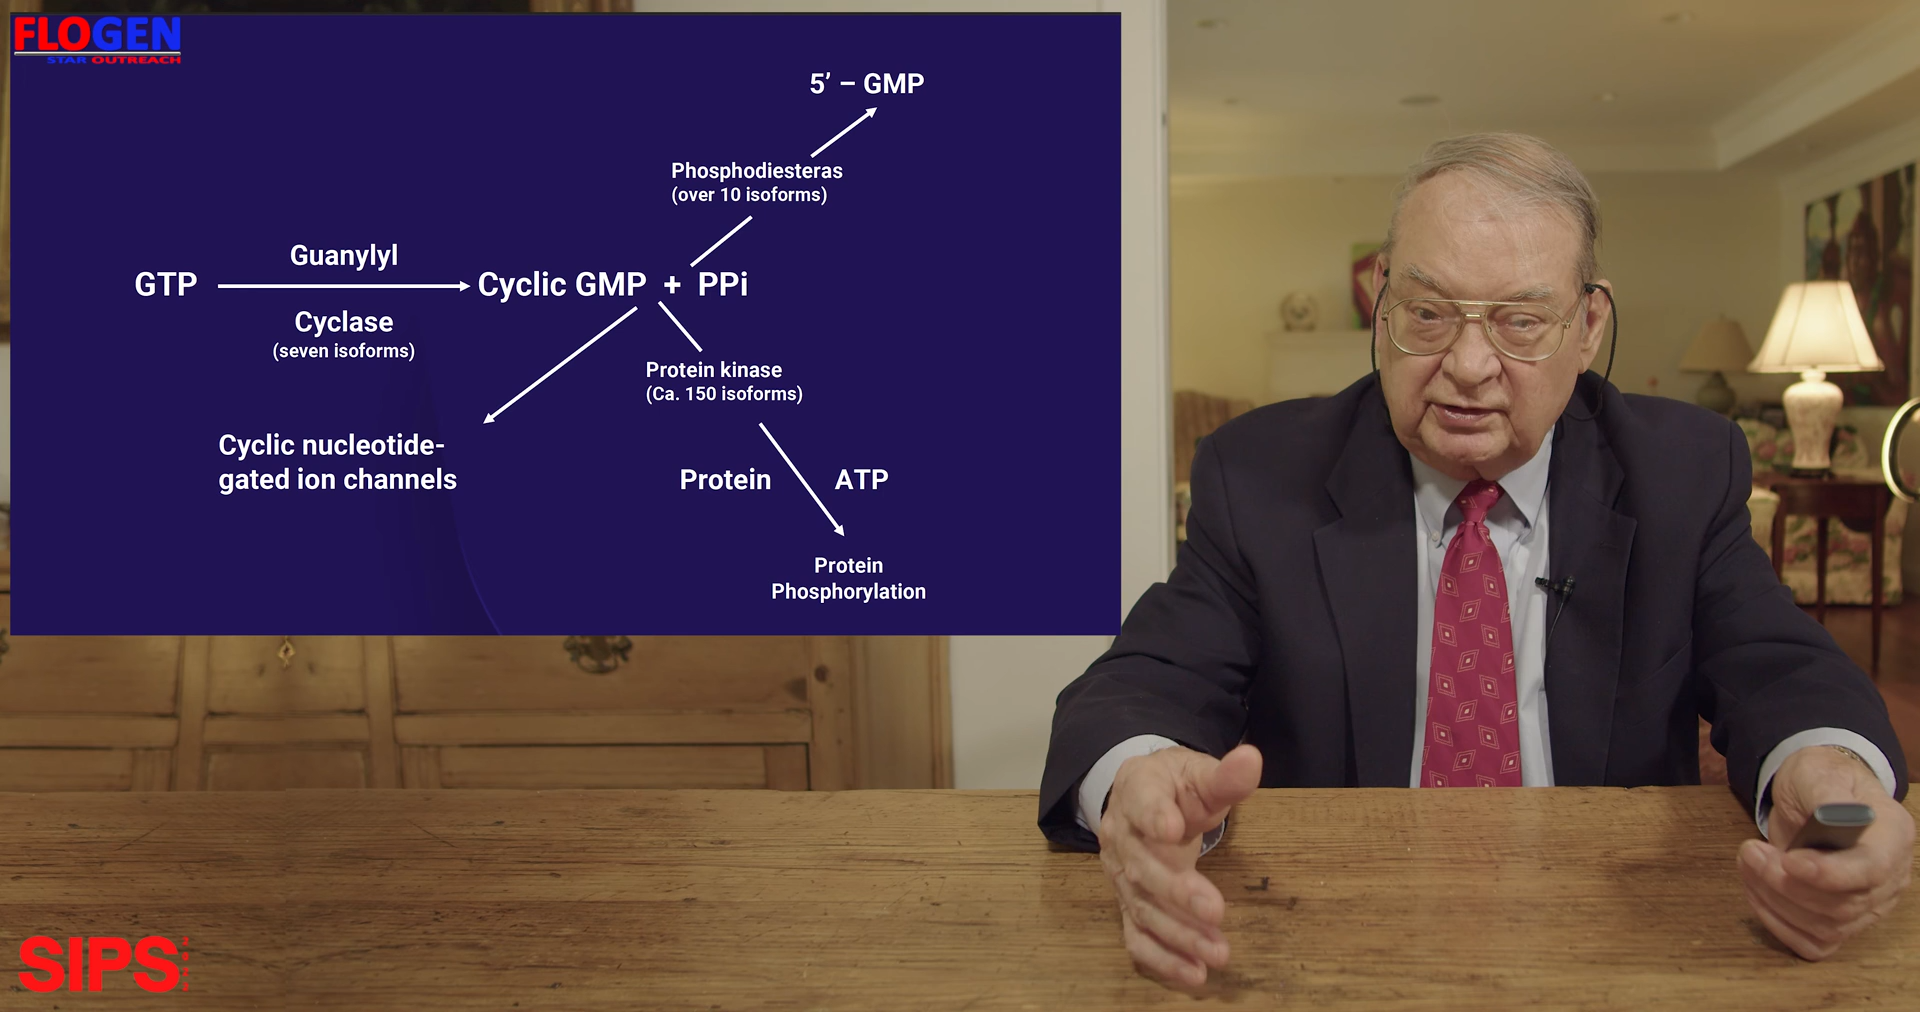 FLOGEN
STAR OUTREACH
5’ – GMP
Phosphodiesteras
(over 10 isoforms)
Guanylyl
GTP
Cyclic GMP + PPi
Cyclase
(seven isoforms)
Protein kinase
(Ca. 150 isoforms)
Cyclic nucleotide-
gated ion channels
Protein
ATP
Protein
Phosphorylation
SIPS